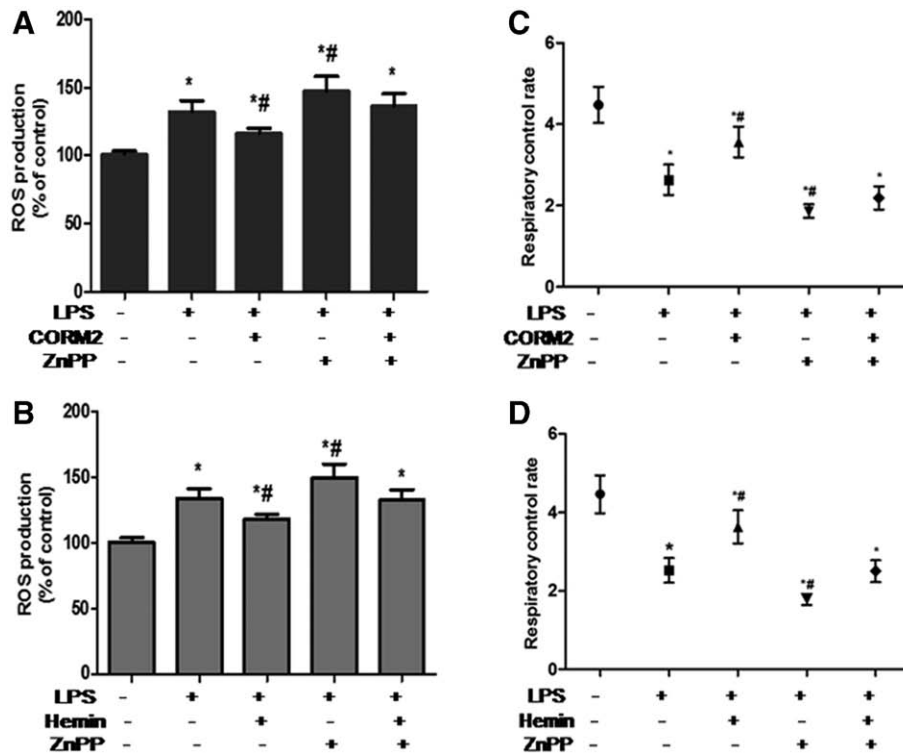 A
ROS production
(% of control)
200
150
100
50
0
*
*#
*#
*
LPS - + + + +
CORM2 - - + - +
ZnPP - - - + +
C
Respiratory control rate
6
4
2
0
*
*#
*#
*
LPS - + + + +
CORM2 - - + - +
ZnPP - - - + +
B
ROS production
(% of control)
200
150
100
50
0
*
*#
*#
*
LPS - + + + +
Hemin - - + - +
ZnPP - - - + +
D
Respiratory control rate
6
4
2
0
*
*#
*#
*
LPS - + + + +
Hemin - - + - +
ZnPP - - - + +